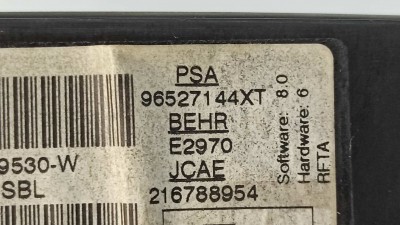 PSA
96527144XT
BEHR
E2970
JCAE
216788954
9530-W
SBL
Software: 8.0
Hardware: 6
RFTA